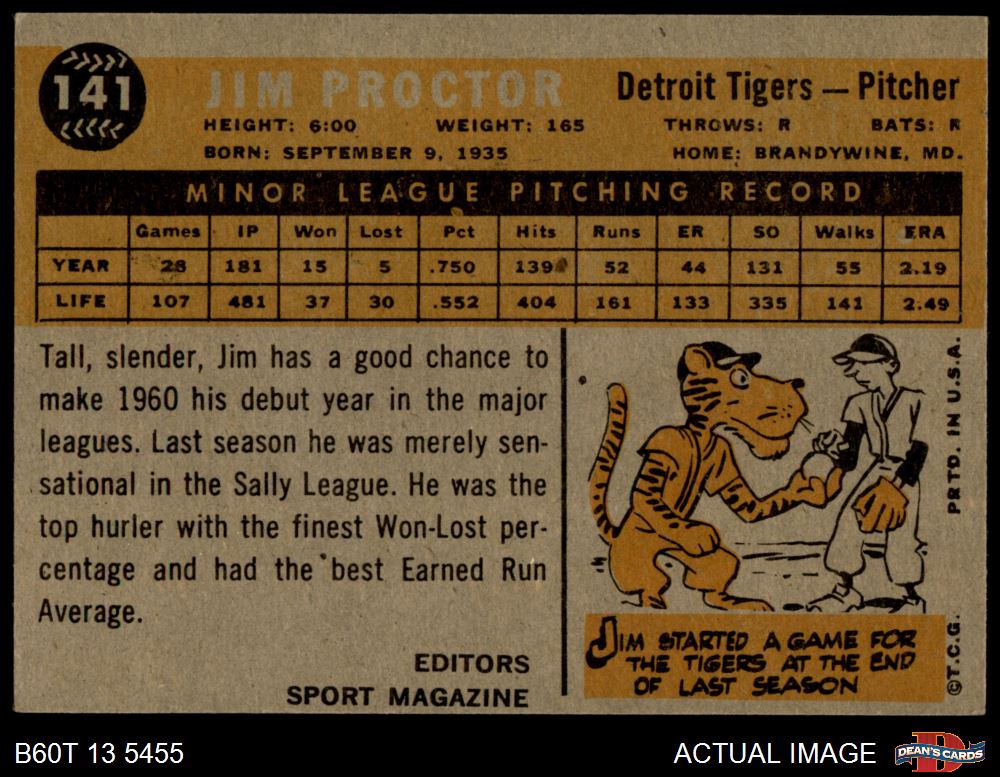 141
JIM PROCTOR
Detroit Tigers — Pitcher
HEIGHT: 6:00 WEIGHT: 165 THROWS: R BATS: R
BORN: SEPTEMBER 9, 1935 HOME: BRANDYWINE, MD.
MINOR LEAGUE PITCHING RECORD
Games IP Won Lost Pct Hits Runs ER SO Walks ERA
YEAR 28 181 15 5 .750 139 52 44 131 55 2.19
LIFE 107 481 37 30 .552 404 161 133 335 141 2.49
Tall, slender, Jim has a good chance to
make 1960 his debut year in the major
leagues. Last season he was merely sen-
sational in the Sally League. He was the
top hurler with the finest Won-Lost per-
centage and had the best Earned Run
Average.
EDITORS
SPORT MAGAZINE
JIM STARTED A GAME FOR
THE TIGERS AT THE END
OF LAST SEASON
PRTD. IN U.S.A.
©T.C.G.
B60T 13 5455
ACTUAL IMAGE
D
DEAN'S CARDS